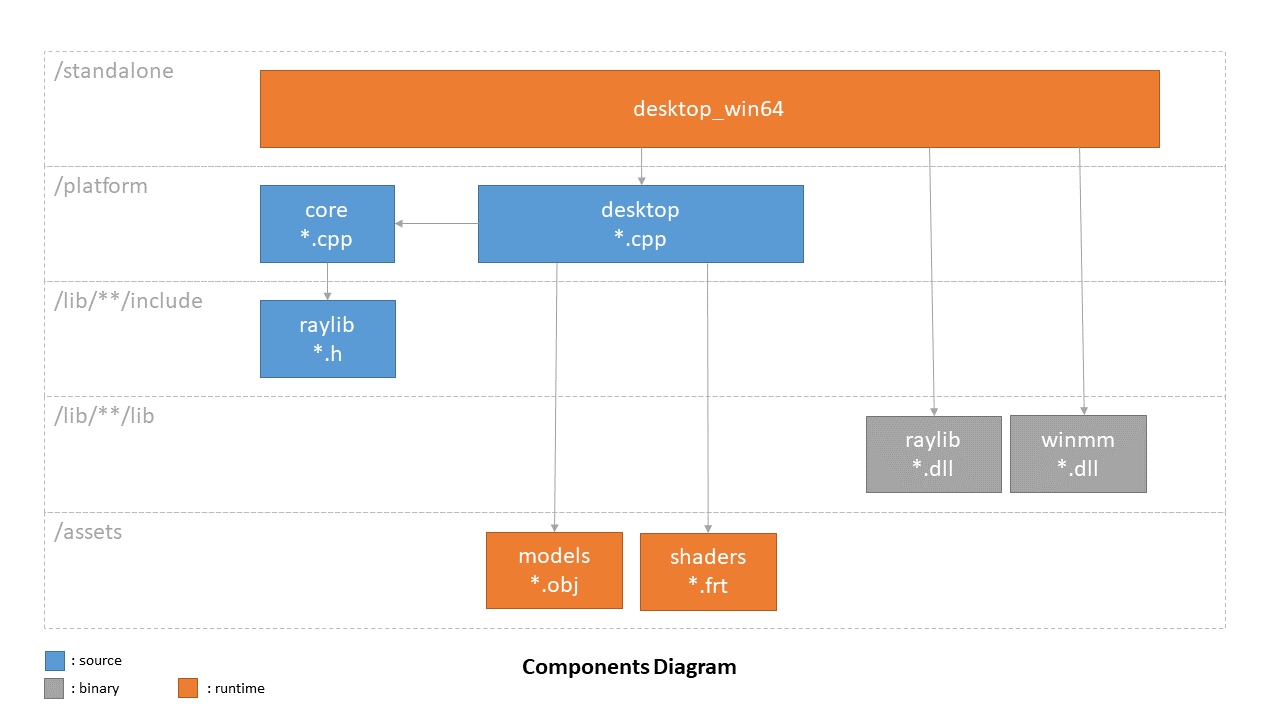 /standalone
desktop_win64
/platform
core
*.cpp
desktop
*.cpp
/lib/**/include
raylib
*.h
/lib/**/lib
raylib
*.dll
winmm
*.dll
/assets
models
*.obj
shaders
*.frt
: source
: binary
: runtime
Components Diagram